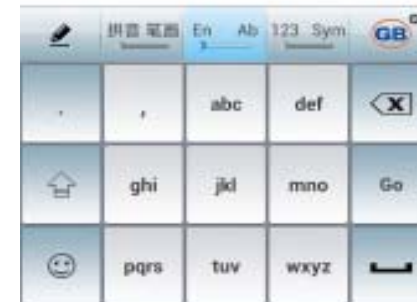 拼音 笔画 En Ab 123 Sym GB
. , abc def X
ghi jkl mno Go
pqrs tuv wxyz